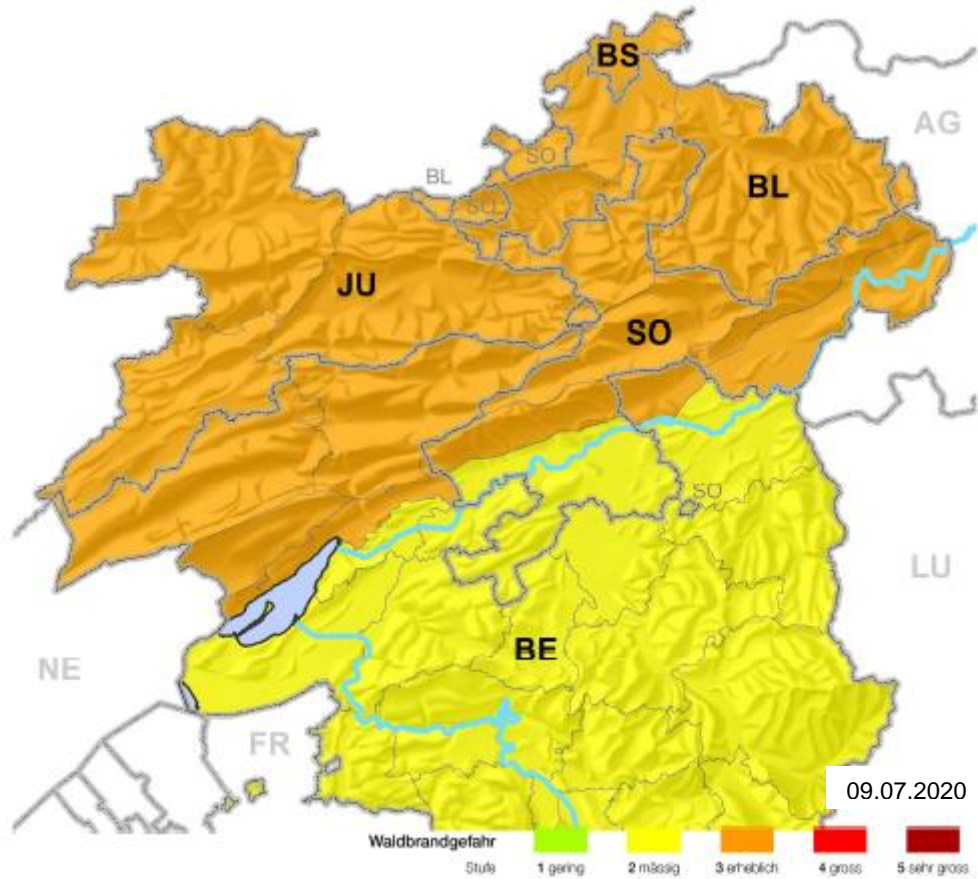 BS
AG
SO
BL
BL
SO
JU
SO
SO
LU
BE
NE
FR
09.07.2020
Waldbrandgefahr
Stufe 1 gering 2 mässig 3 erheblich 4 gross 5 sehr gross